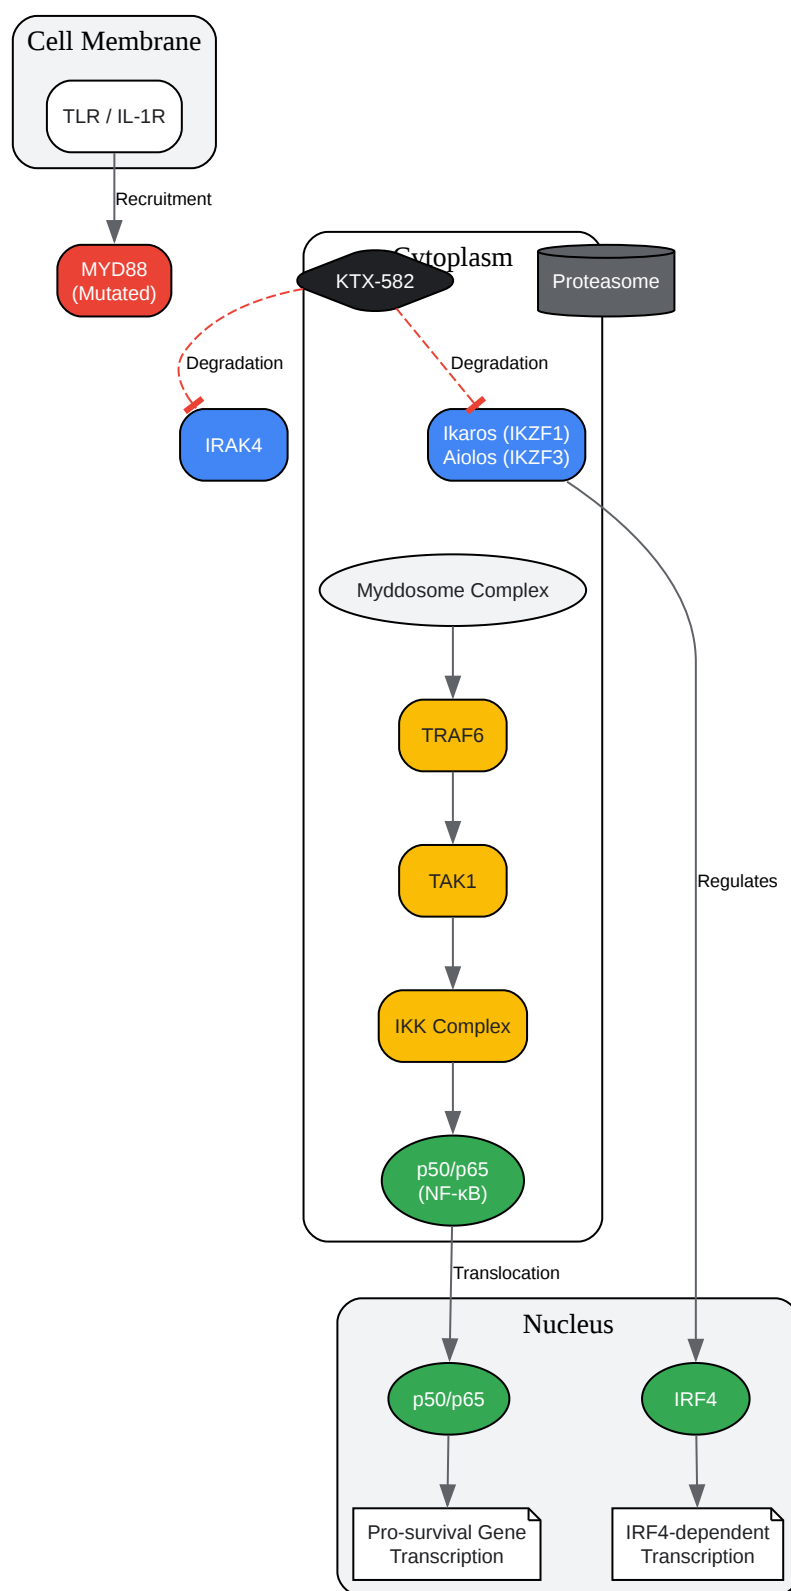 Cell Membrane
TLR / IL-1R
Recruitment
MYD88
(Mutated)
Cytoplasm
KTX-582
Proteasome
Degradation
Degradation
IRAK4
Ikaros (IKZF1)
Aiolos (IKZF3)
Myddosome Complex
TRAF6
TAK1
Regulates
IKK Complex
p50/p65
(NF-κB)
Translocation
Nucleus
p50/p65
IRF4
Pro-survival Gene
Transcription
IRF4-dependent
Transcription